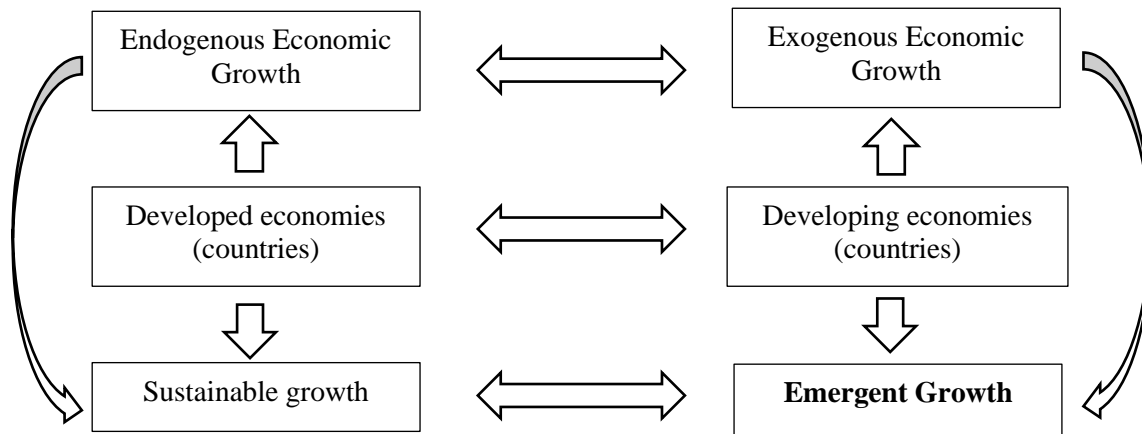 Endogenous Economic
Growth
Exogenous Economic
Growth
Developed economies
(countries)
Developing economies
(countries)
Sustainable growth
Emergent Growth